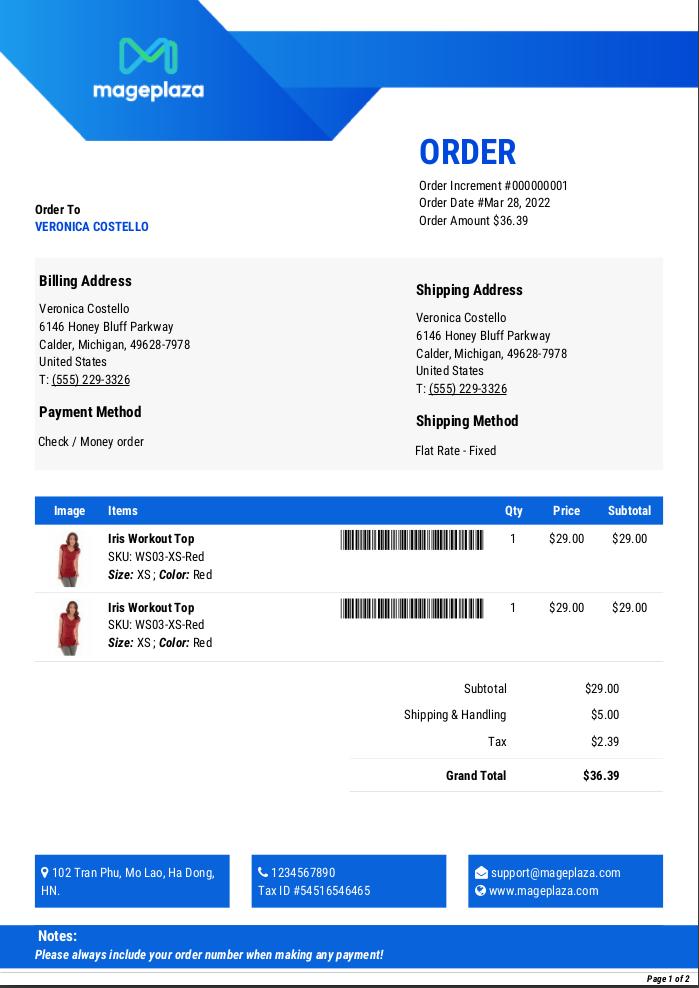 mageplaza
ORDER
Order Increment #000000001
Order Date #Mar 28, 2022
Order Amount $36.39
Order To
VERONICA COSTELLO
Billing Address
Veronica Costello
6146 Honey Bluff Parkway
Calder, Michigan, 49628-7978
United States
T: (555) 229-3326
Payment Method
Check / Money order
Shipping Address
Veronica Costello
6146 Honey Bluff Parkway
Calder, Michigan, 49628-7978
United States
T: (555) 229-3326
Shipping Method
Flat Rate - Fixed
Image Items Qty Price Subtotal
Iris Workout Top 1 $29.00 $29.00
SKU: WS03-XS-Red
Size: XS ; Color: Red
Iris Workout Top 1 $29.00 $29.00
SKU: WS03-XS-Red
Size: XS ; Color: Red
Subtotal $29.00
Shipping & Handling $5.00
Tax $2.39
Grand Total $36.39
102 Tran Phu, Mo Lao, Ha Dong,
HN.
1234567890
Tax ID #54516546465
support@mageplaza.com
www.mageplaza.com
Notes:
Please always include your order number when making any payment!
Page 1 of 2